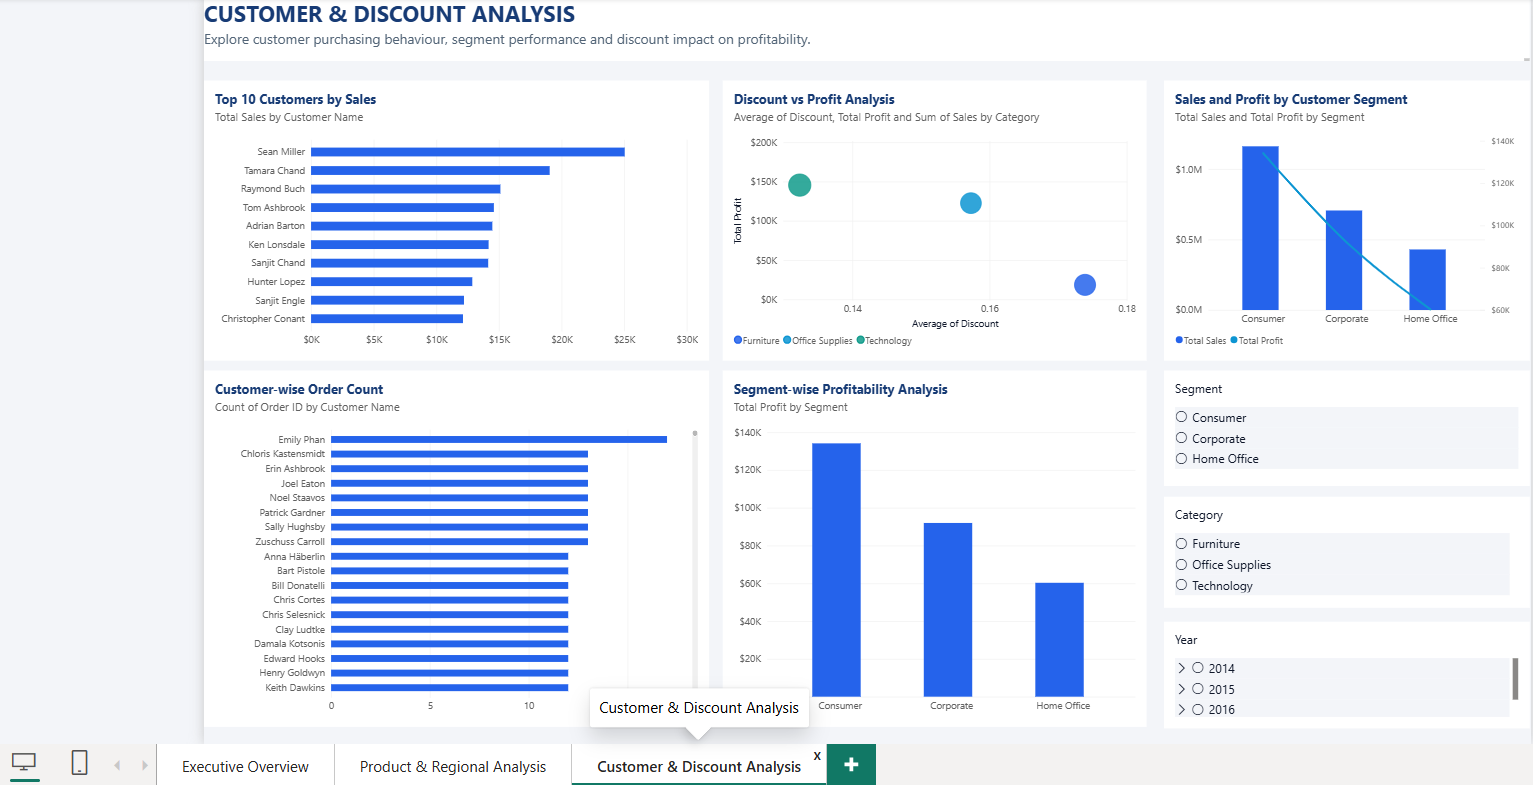 CUSTOMER & DISCOUNT ANALYSIS
Explore customer purchasing behaviour, segment performance and discount impact on profitability.
Top 10 Customers by Sales
Total Sales by Customer Name
Sean Miller
Tamara Chand
Raymond Buch
Tom Ashbrook
Adrian Barton
Ken Lonsdale
Sanjit Chand
Hunter Lopez
Sanjit Engle
Christopher Conant
$0K $5K $10K $15K $20K $25K $30K
Discount vs Profit Analysis
Average of Discount, Total Profit and Sum of Sales by Category
$200K
$150K
$100K
$50K
$0K
Total Profit
0.14 0.16 0.18
Average of Discount
Furniture Office Supplies Technology
Sales and Profit by Customer Segment
Total Sales and Total Profit by Segment
$1.0M
$0.5M
$0.0M
$140K
$120K
$100K
$80K
$60K
Consumer Corporate Home Office
Total Sales Total Profit
Customer-wise Order Count
Count of Order ID by Customer Name
Emily Phan
Chloris Kastensmidt
Erin Ashbrook
Joel Eaton
Noel Staavos
Patrick Gardner
Sally Hughsby
Zuschuss Carroll
Anna Häberlin
Bart Pistole
Bill Donatelli
Chris Cortes
Chris Selesnick
Clay Ludtke
Damala Kotsonis
Edward Hooks
Henry Goldwyn
Keith Dawkins
0 5 10
Segment-wise Profitability Analysis
Total Profit by Segment
$140K
$120K
$100K
$80K
$60K
$40K
$20K
Consumer Corporate Home Office
Segment
Consumer
Corporate
Home Office
Category
Furniture
Office Supplies
Technology
Year
2014
2015
2016
Customer & Discount Analysis
Executive Overview
Product & Regional Analysis
Customer & Discount Analysis
x
+